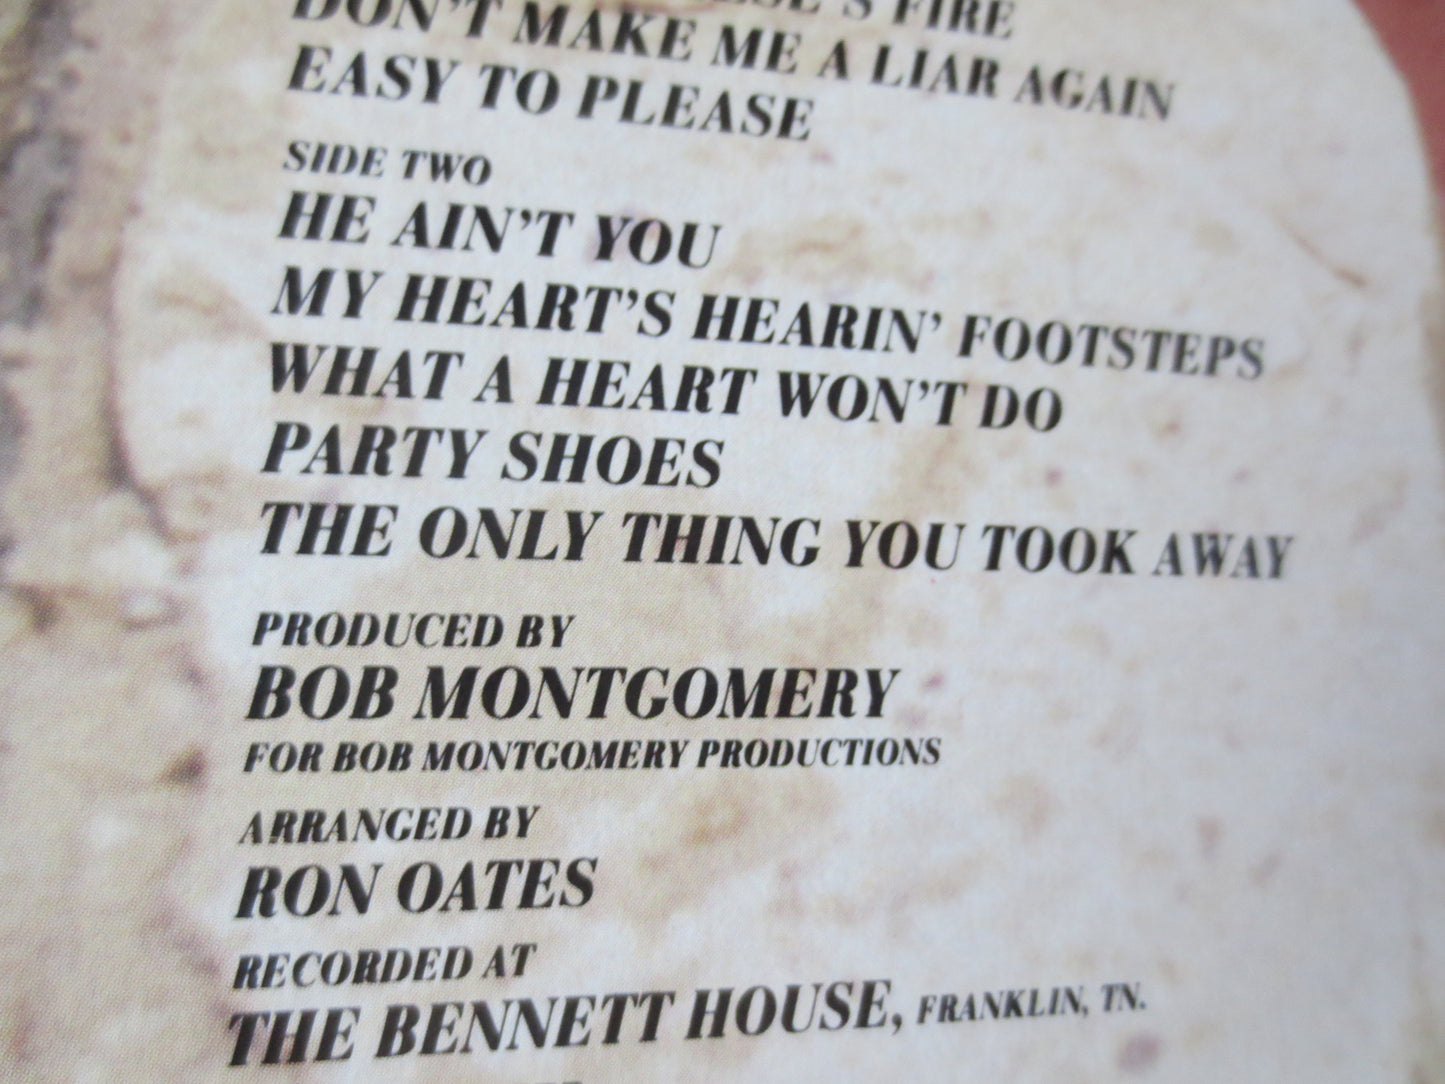 FIRE
DON'T MAKE ME A LIAR AGAIN
EASY TO PLEASE
SIDE TWO
HE AIN'T YOU
MY HEART'S HEARIN' FOOTSTEPS
WHAT A HEART WON'T DO
PARTY SHOES
THE ONLY THING YOU TOOK AWAY
PRODUCED BY
BOB MONTGOMERY
FOR BOB MONTGOMERY PRODUCTIONS
ARRANGED BY
RON OATES
RECORDED AT
THE BENNETT HOUSE, FRANKLIN, TN.